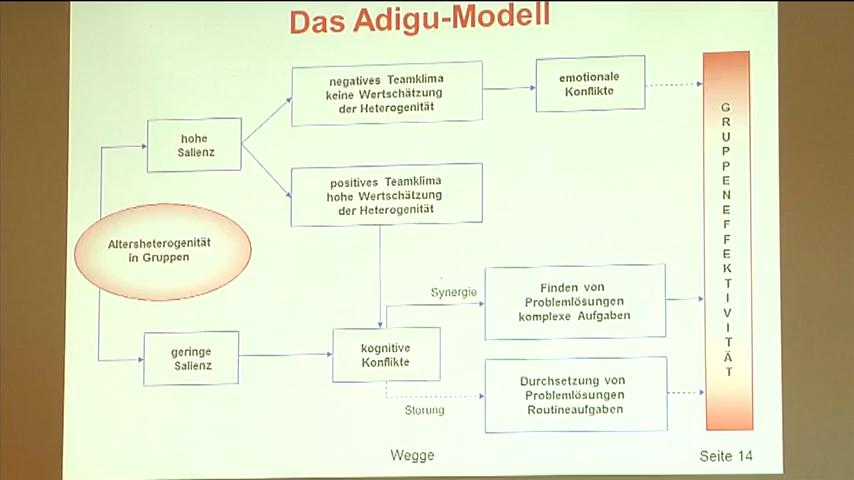 Das Adigu-Modell
negatives Teamklima
keine Wertschätzung
der Heterogenität
emotionale
Konflikte
hohe
Salienz
positives Teamklima
hohe Wertschätzung
der Heterogenität
Altersheterogenität
in Gruppen
Synergie
Finden von
Problemlösungen
komplexe Aufgaben
geringe
Salienz
kognitive
Konflikte
Störung
Durchsetzung von
Problemlösungen
Routineaufgaben
GRUPPENEFFEKTIVITÄT
Wegge
Seite 14